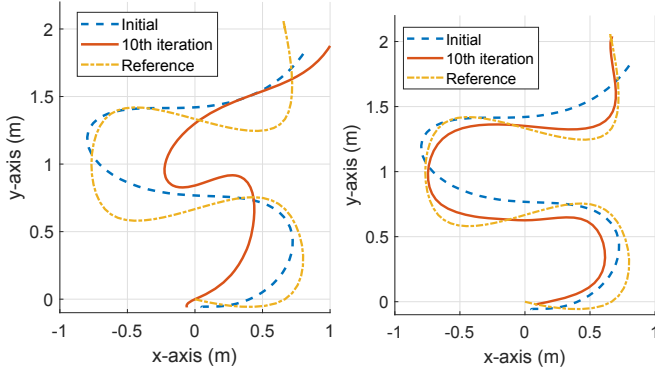 2
1.5
1
0.5
0
y-axis (m)
-1
-0.5
0
0.5
1
x-axis (m)
Initial
10th iteration
Reference
2
1.5
1
0.5
0
y-axis (m)
-1
-0.5
0
0.5
1
x-axis (m)
Initial
10th iteration
Reference